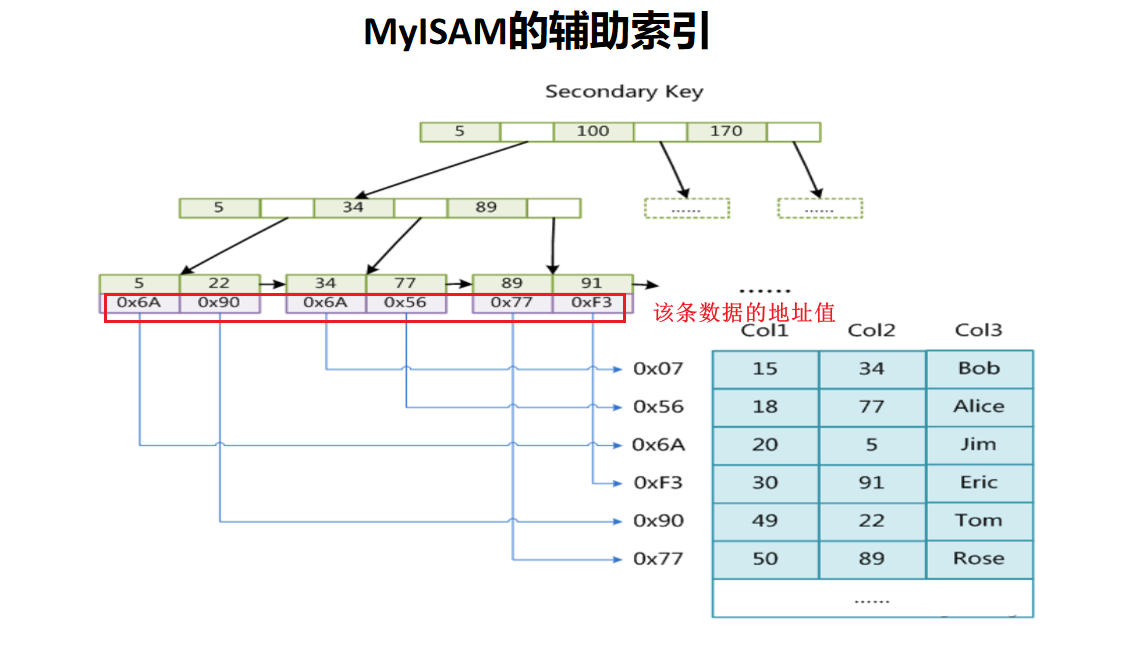 MyISAM的辅助索引
Secondary Key
5 100 170
5 34 89 ...... ......
5 22 34 77 89 91 ......
0x6A 0x90 0x6A 0x56 0x77 0xF3 该条数据的地址值
Col1 Col2 Col3
0x07 15 34 Bob
0x56 18 77 Alice
0x6A 20 5 Jim
0xF3 30 91 Eric
0x90 49 22 Tom
0x77 50 89 Rose
......